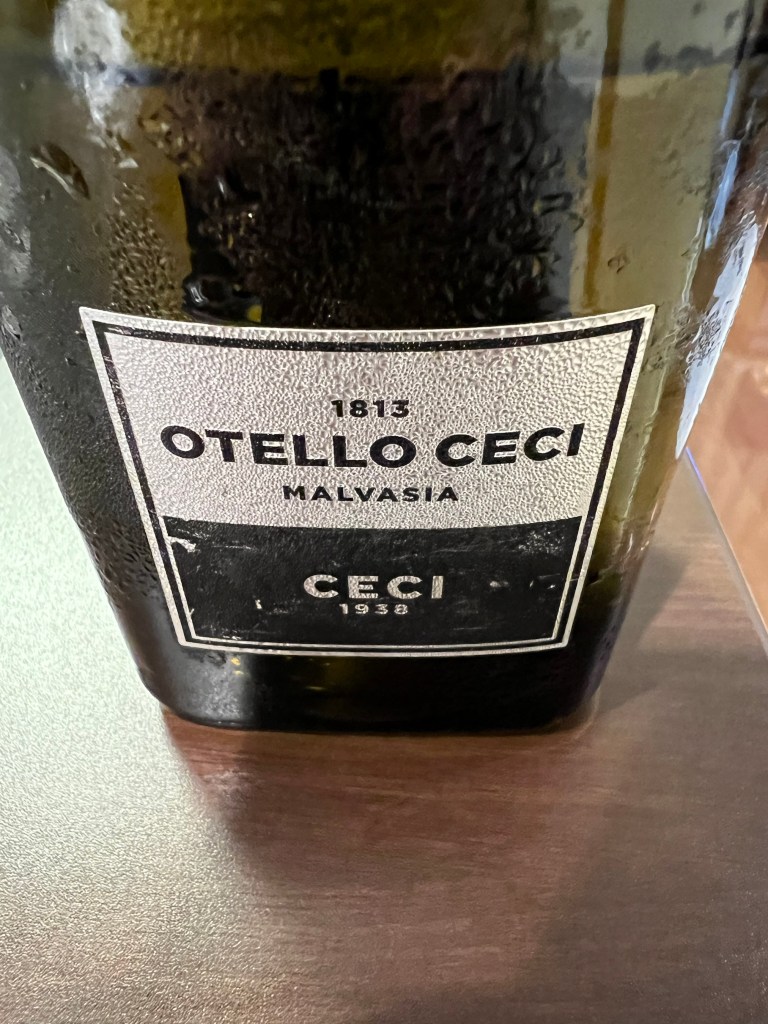 1813
OTELLO CECI
MALVASIA
CECI
1938